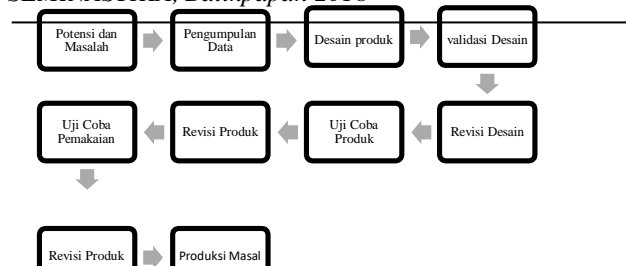 Potensi dan
Masalah
Pengumpulan
Data
Desain produk
validasi Desain
Uji Coba
Pemakaian
Revisi Produk
Uji Coba
Produk
Revisi Desain
Revisi Produk
Produksi Masal